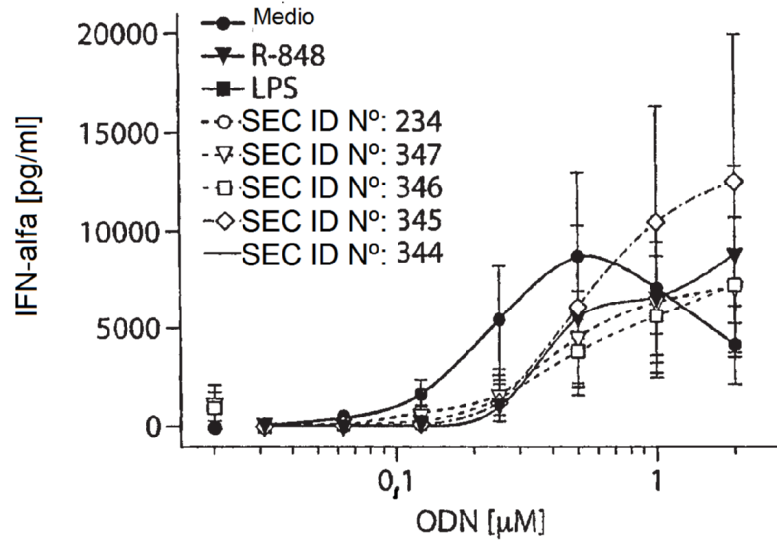 20000
15000
10000
5000
0
IFN-alfa [pg/ml]
Medio
R-848
LPS
SEC ID Nº: 234
SEC ID Nº: 347
SEC ID Nº: 346
SEC ID Nº: 345
SEC ID Nº: 344
0,1
1
ODN [µM]